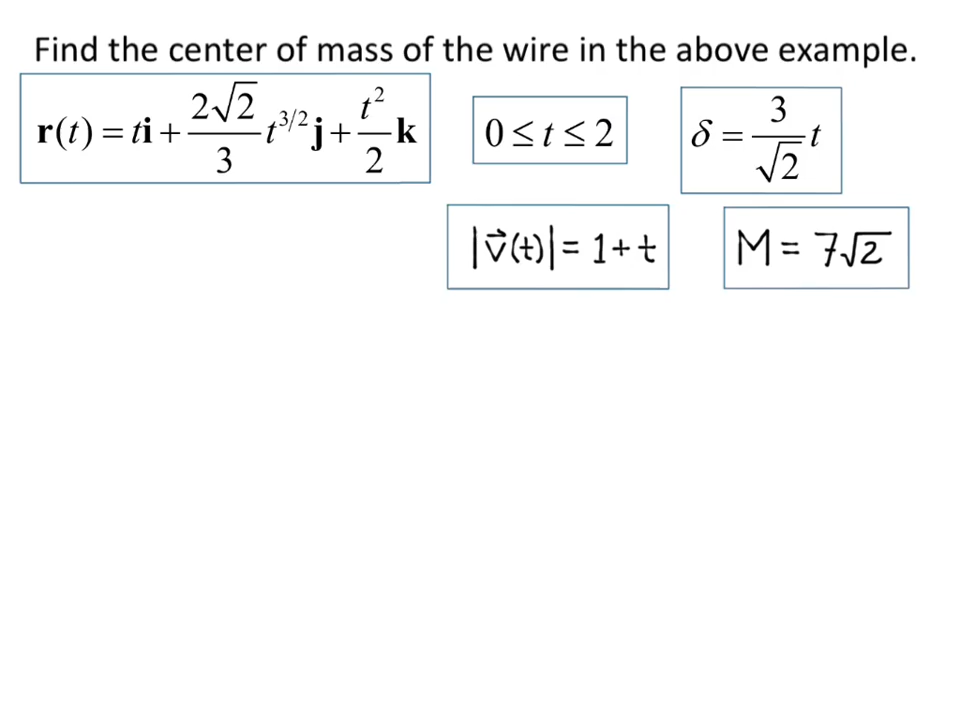 Find the center of mass of the wire in the above example.
r(t) = ti + (2√2/3) t^(3/2) j + (t²/2) k
0 ≤ t ≤ 2
δ = (3/√2) t
|v⃗(t)| = 1 + t
M = 7√2